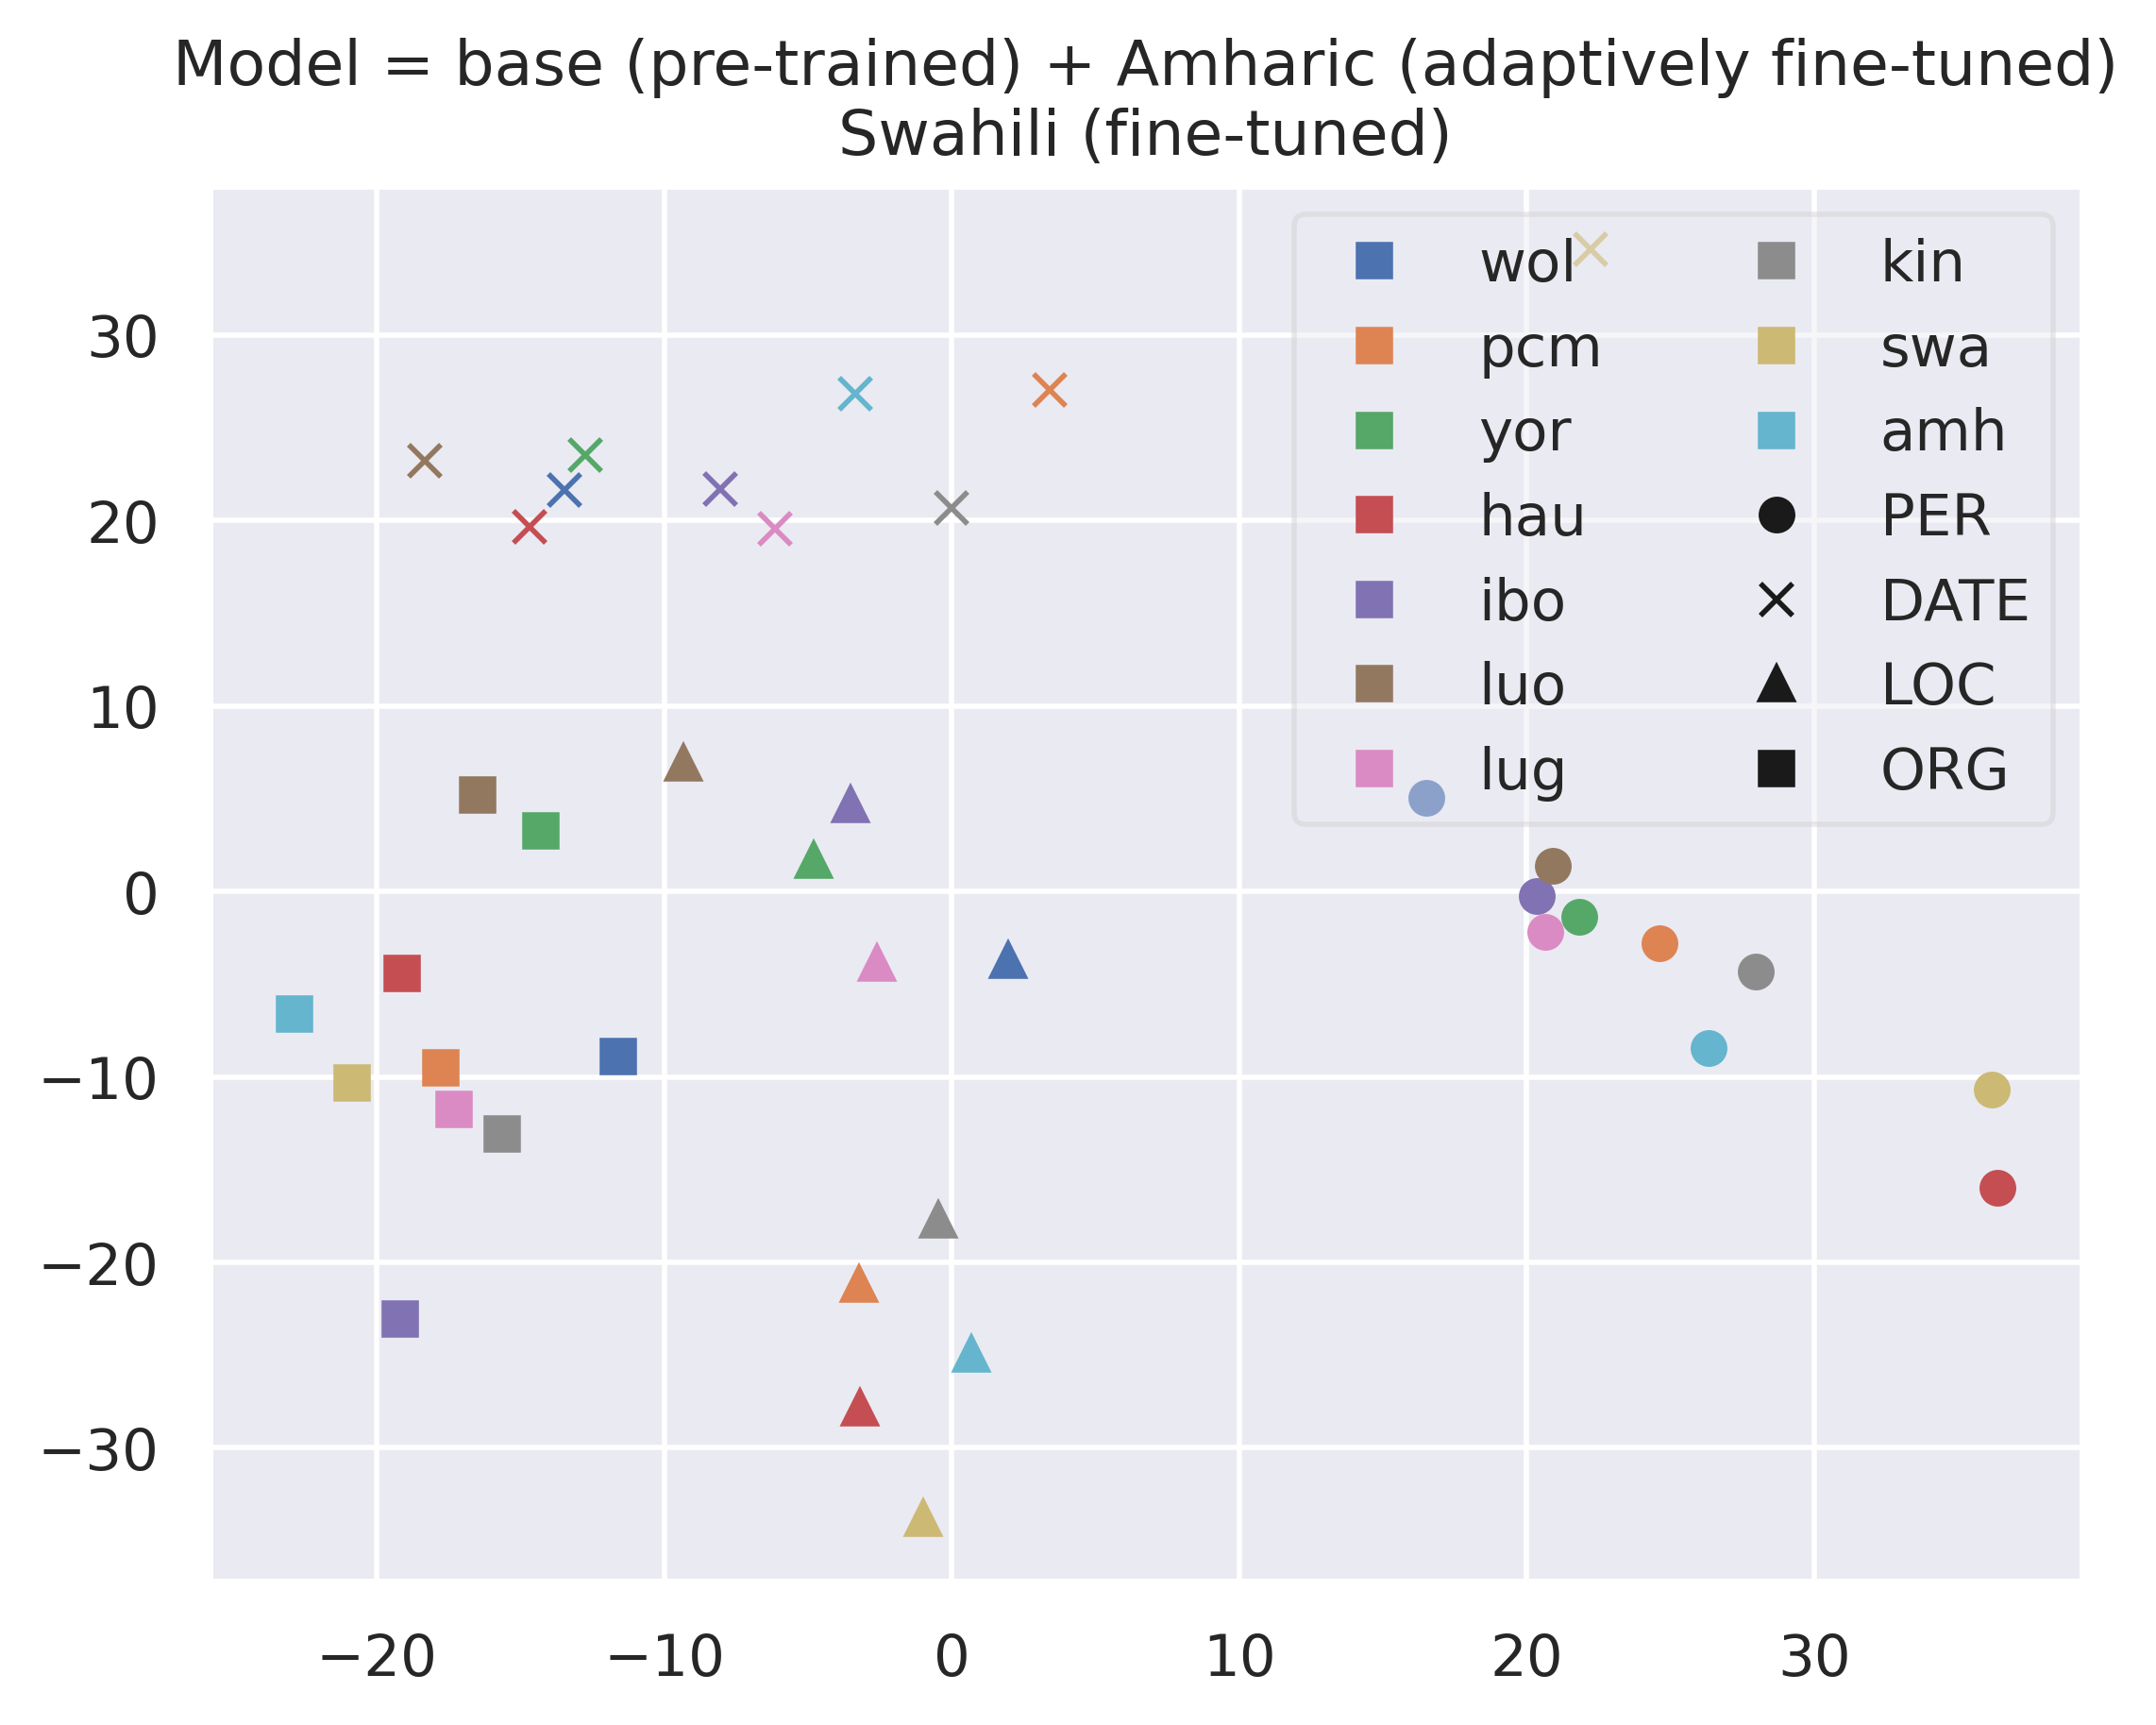 Model = base (pre-trained) + Amharic (adaptively fine-tuned)
Swahili (fine-tuned)
wol
pcm
yor
hau
ibo
luo
lug
kin
swa
amh
PER
DATE
LOC
ORG
30
20
10
0
−10
−20
−30
−20 −10 0 10 20 30